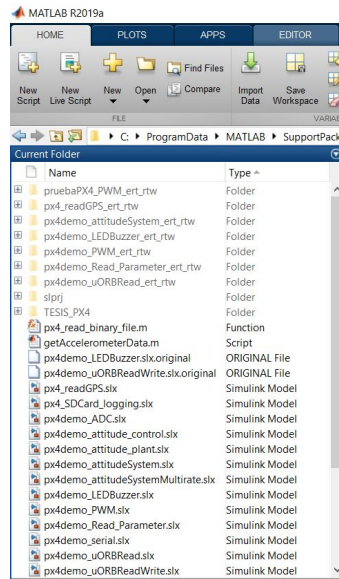 MATLAB R2019a
HOME PLOTS APPS EDITOR
Find Files
Compare
New Script New Live Script New Open Import Data Save Workspace
FILE VARIAB
C: ▸ ProgramData ▸ MATLAB ▸ SupportPack
Current Folder
Name Type
pruebaPX4_PWM_ert_rtw Folder
px4_readGPS_ert_rtw Folder
px4demo_attitudeSystem_ert_rtw Folder
px4demo_LEDBuzzer_ert_rtw Folder
px4demo_PWM_ert_rtw Folder
px4demo_Read_Parameter_ert_rtw Folder
px4demo_uORBRead_ert_rtw Folder
slprj Folder
TESIS_PX4 Folder
px4_read_binary_file.m Function
getAccelerometerData.m Script
px4demo_LEDBuzzer.slx.original ORIGINAL File
px4demo_uORBReadWrite.slx.original ORIGINAL File
px4_readGPS.slx Simulink Model
px4_SDCard_logging.slx Simulink Model
px4demo_ADC.slx Simulink Model
px4demo_attitude_control.slx Simulink Model
px4demo_attitude_plant.slx Simulink Model
px4demo_attitudeSystem.slx Simulink Model
px4demo_attitudeSystemMultirate.slx Simulink Model
px4demo_LEDBuzzer.slx Simulink Model
px4demo_PWM.slx Simulink Model
px4demo_Read_Parameter.slx Simulink Model
px4demo_serial.slx Simulink Model
px4demo_uORBRead.slx Simulink Model
px4demo_uORBReadWrite.slx Simulink Model